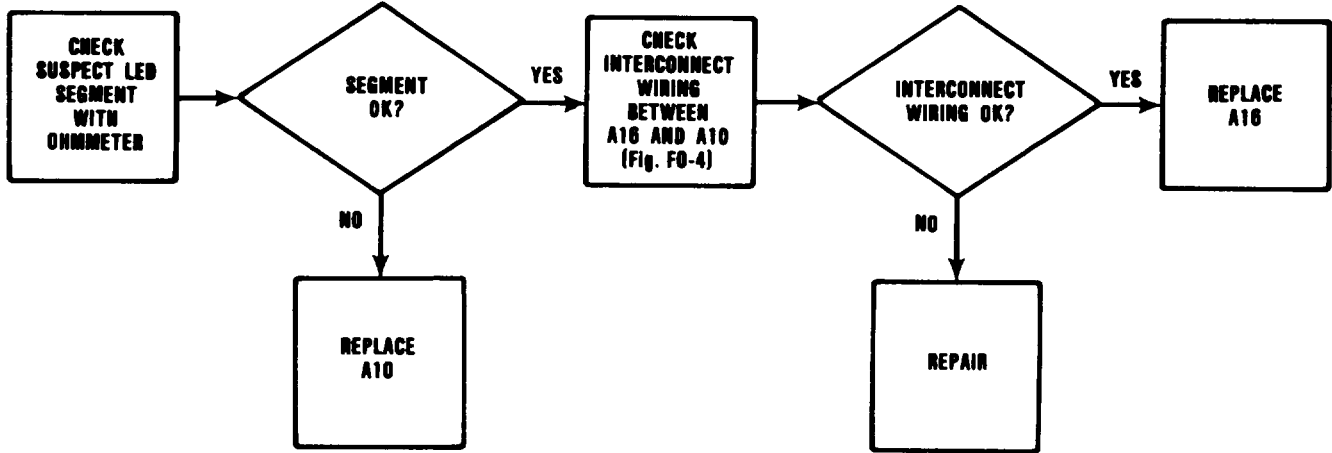 CHECK
SUSPECT LED
SEGMENT
WITH
OHMMETER
SEGMENT
OK?
YES
CHECK
INTERCONNECT
WIRING
BETWEEN
A16 AND A10
(Fig. FO-4)
INTERCONNECT
WIRING OK?
YES
REPLACE
A16
NO
REPLACE
A10
NO
REPAIR